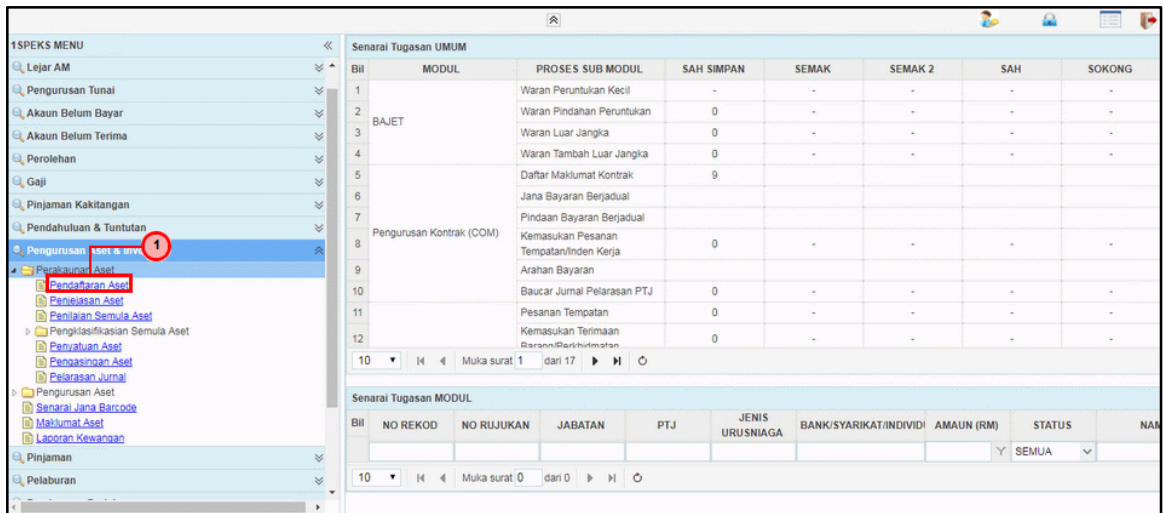 1SPEKS MENU
Lejar AM
Pengurusan Tunai
Akaun Belum Bayar
Akaun Belum Terima
Perolehan
Gaji
Pinjaman Kakitangan
Pendahuluan & Tuntutan
Pengurusan Aset & Inve
1
Perakaunan Aset
Pendaftaran Aset
Penjejasan Aset
Penilaian Semula Aset
Pengklasifikasian Semula Aset
Penyatuan Aset
Pengasingan Aset
Pelarasan Jurnal
Pengurusan Aset
Senarai Jana Barcode
Maklumat Aset
Laporan Kewangan
Pinjaman
Pelaburan
Senarai Tugasan UMUM
Bil MODUL PROSES SUB MODUL SAH SIMPAN SEMAK SEMAK 2 SAH SOKONG
1 Waran Peruntukan Kecil - - - - -
2 Waran Pindahan Peruntukan 0 - - - -
BAJET
3 Waran Luar Jangka 0 - - - -
4 Waran Tambah Luar Jangka 0 - - - -
5 Daftar Maklumat Kontrak 9
6 Jana Bayaran Berjadual
7 Pindaan Bayaran Berjadual
Pengurusan Kontrak (COM)
8 Kemasukan Pesanan Tempatan/Inden Kerja 0 - - - -
9 Arahan Bayaran
10 Baucar Jurnal Pelarasan PTJ 0 - - - -
11 Pesanan Tempatan 0 - - - -
12 Kemasukan Terimaan Barang/Perkhidmatan 0 - - - -
10 Muka surat 1 dari 17
Senarai Tugasan MODUL
Bil NO REKOD NO RUJUKAN JABATAN PTJ JENIS URUSNIAGA BANK/SYARIKAT/INDIVIDU AMAUN (RM) STATUS NAM
SEMUA
10 Muka surat 0 dari 0